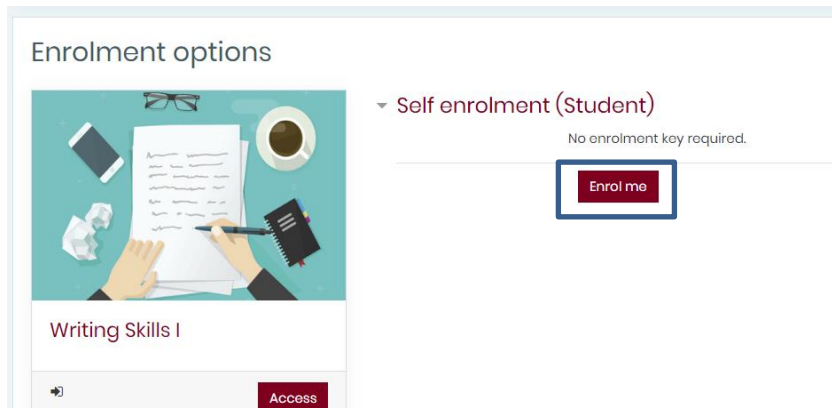 Enrolment options
Self enrolment (Student)
No enrolment key required.
Enrol me
Writing Skills I
Access